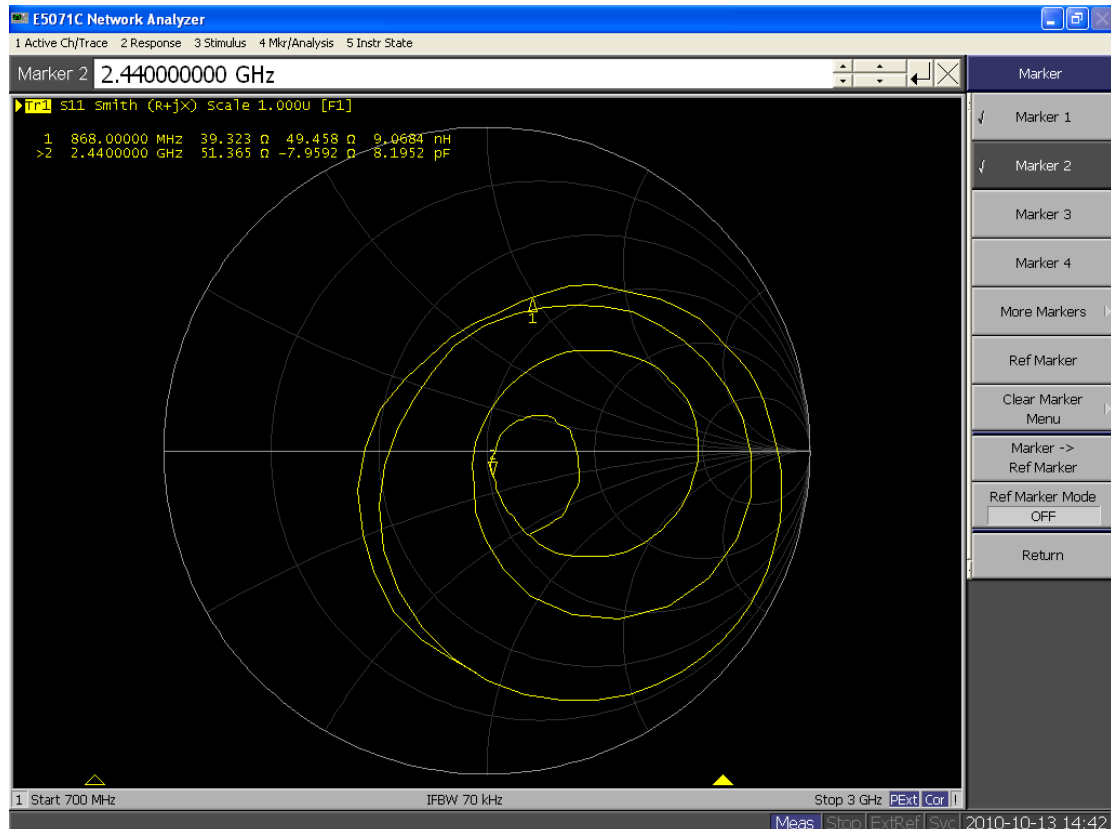 E5071C Network Analyzer
1 Active Ch/Trace 2 Response 3 Stimulus 4 Mkr/Analysis 5 Instr State
Marker 2 2.440000000 GHz
Tr1 S11 Smith (R+jX) Scale 1.000U [F1]
1 868.00000 MHz 39.323 Ω 49.458 Ω 9.0684 nH
>2 2.4400000 GHz 51.365 Ω -7.9592 Ω 8.1952 pF
1
2
Marker
Marker 1
Marker 2
Marker 3
Marker 4
More Markers
Ref Marker
Clear Marker
Menu
Marker ->
Ref Marker
Ref Marker Mode
OFF
Return
1 Start 700 MHz IFBW 70 kHz Stop 3 GHz PExt Cor !
Meas Stop ExtRef Svc 2010-10-13 14:42